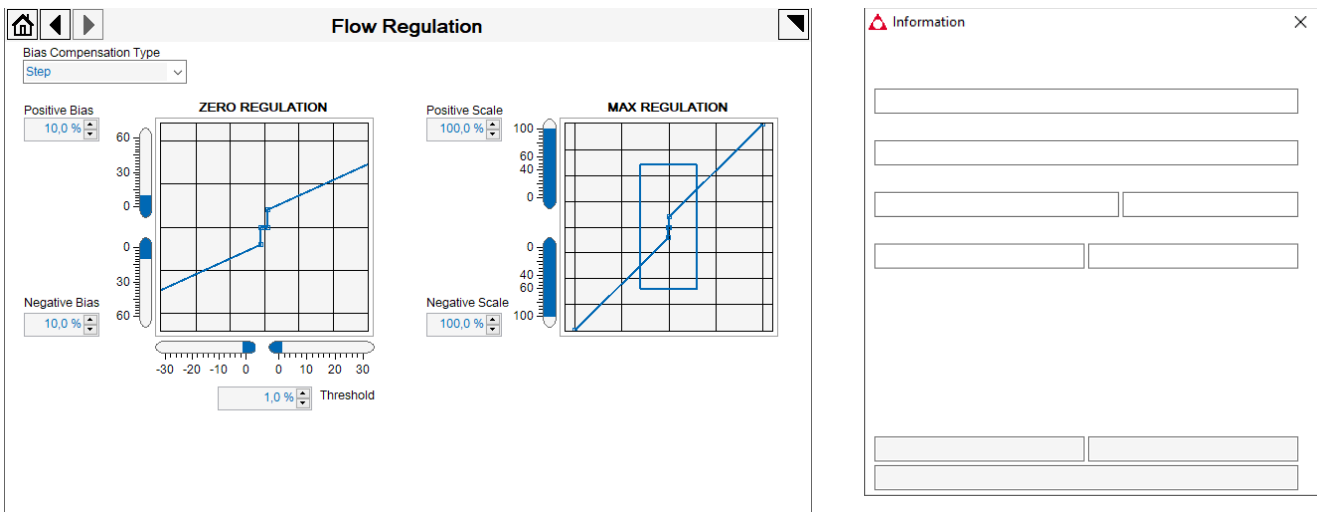 Flow Regulation
Bias Compensation Type
Step
Positive Bias
10,0 %
ZERO REGULATION
60
30
0
0
30
60
Negative Bias
10,0 %
-30 -20 -10 0 0 10 20 30
1,0 % Threshold
Positive Scale
100,0 %
MAX REGULATION
100
60
40
0
0
40
60
100
Negative Scale
100,0 %
Information